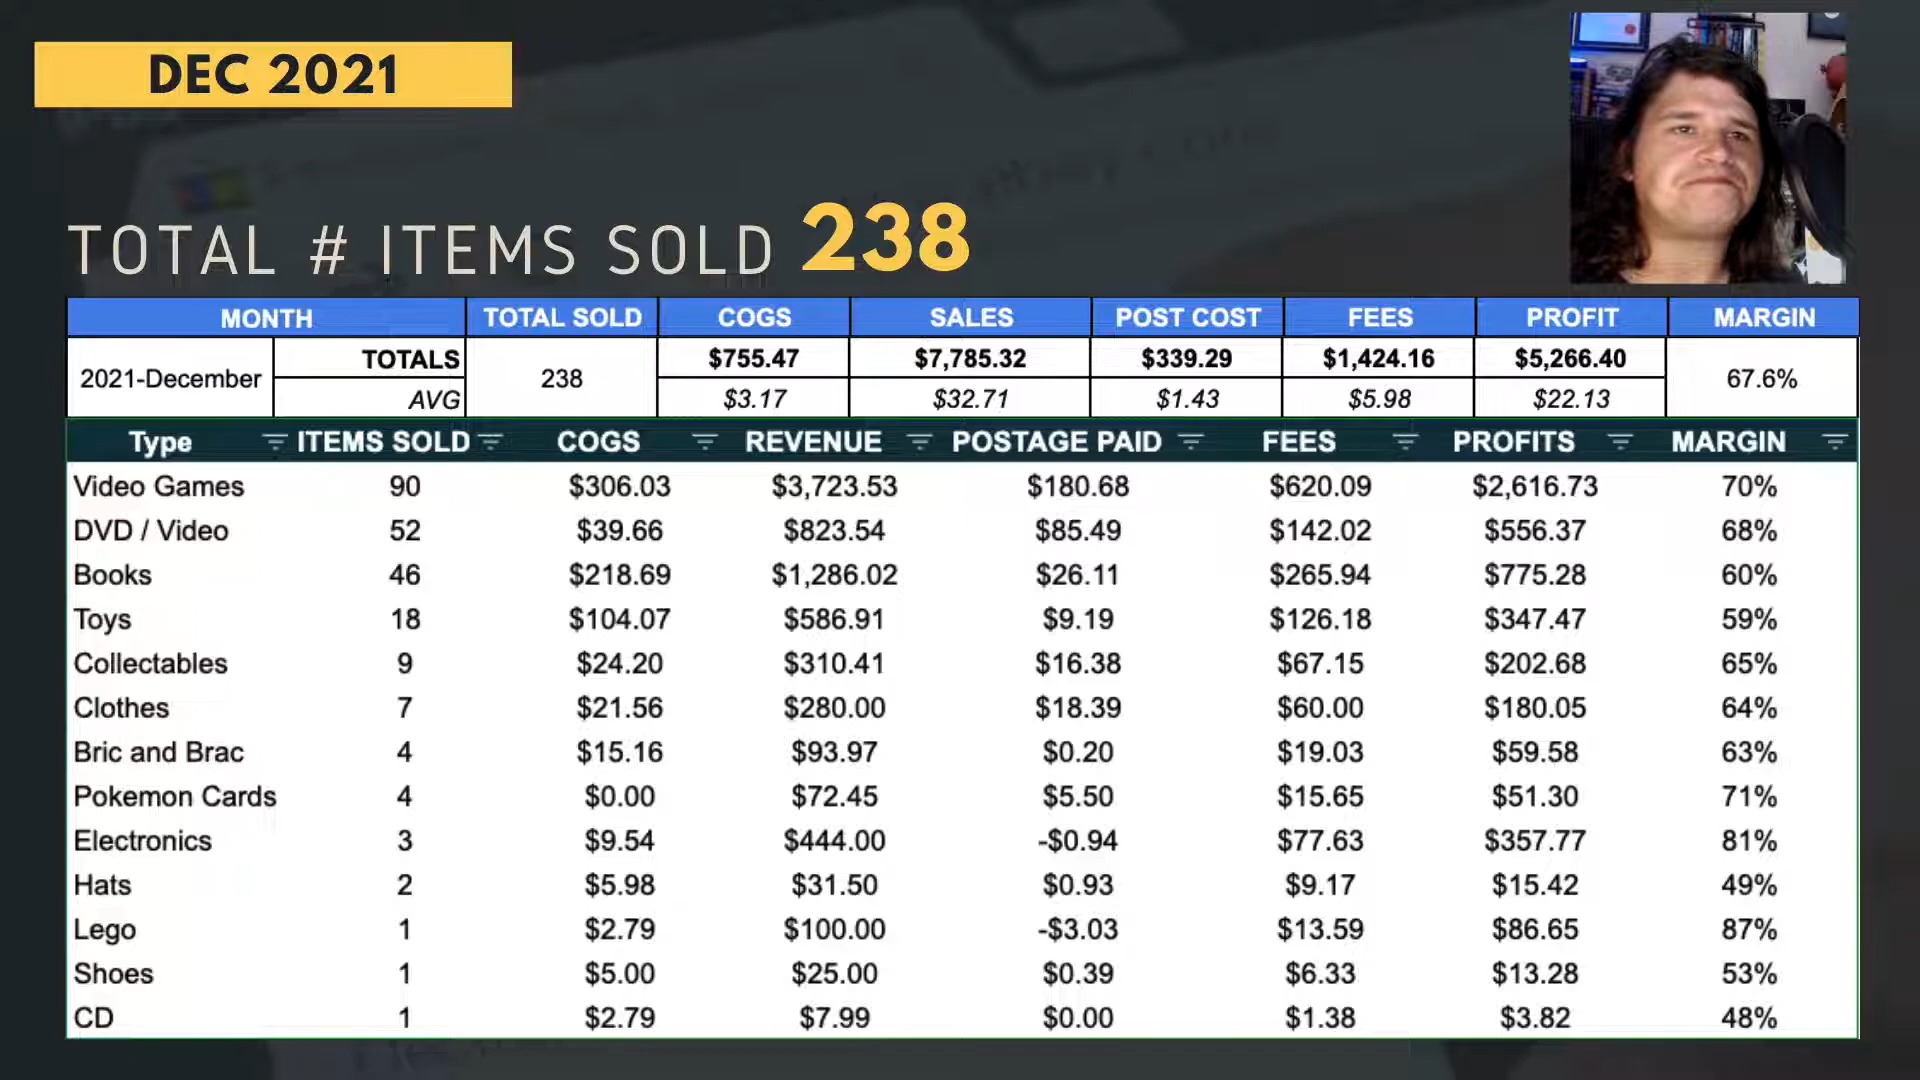 DEC 2021
TOTAL # ITEMS SOLD 238
MONTH TOTAL SOLD COGS SALES POST COST FEES PROFIT MARGIN
2021-December TOTALS 238 $755.47 $7,785.32 $339.29 $1,424.16 $5,266.40 67.6%
AVG $3.17 $32.71 $1.43 $5.98 $22.13
Type ITEMS SOLD COGS REVENUE POSTAGE PAID FEES PROFITS MARGIN
Video Games 90 $306.03 $3,723.53 $180.68 $620.09 $2,616.73 70%
DVD / Video 52 $39.66 $823.54 $85.49 $142.02 $556.37 68%
Books 46 $218.69 $1,286.02 $26.11 $265.94 $775.28 60%
Toys 18 $104.07 $586.91 $9.19 $126.18 $347.47 59%
Collectables 9 $24.20 $310.41 $16.38 $67.15 $202.68 65%
Clothes 7 $21.56 $280.00 $18.39 $60.00 $180.05 64%
Bric and Brac 4 $15.16 $93.97 $0.20 $19.03 $59.58 63%
Pokemon Cards 4 $0.00 $72.45 $5.50 $15.65 $51.30 71%
Electronics 3 $9.54 $444.00 -$0.94 $77.63 $357.77 81%
Hats 2 $5.98 $31.50 $0.93 $9.17 $15.42 49%
Lego 1 $2.79 $100.00 -$3.03 $13.59 $86.65 87%
Shoes 1 $5.00 $25.00 $0.39 $6.33 $13.28 53%
CD 1 $2.79 $7.99 $0.00 $1.38 $3.82 48%